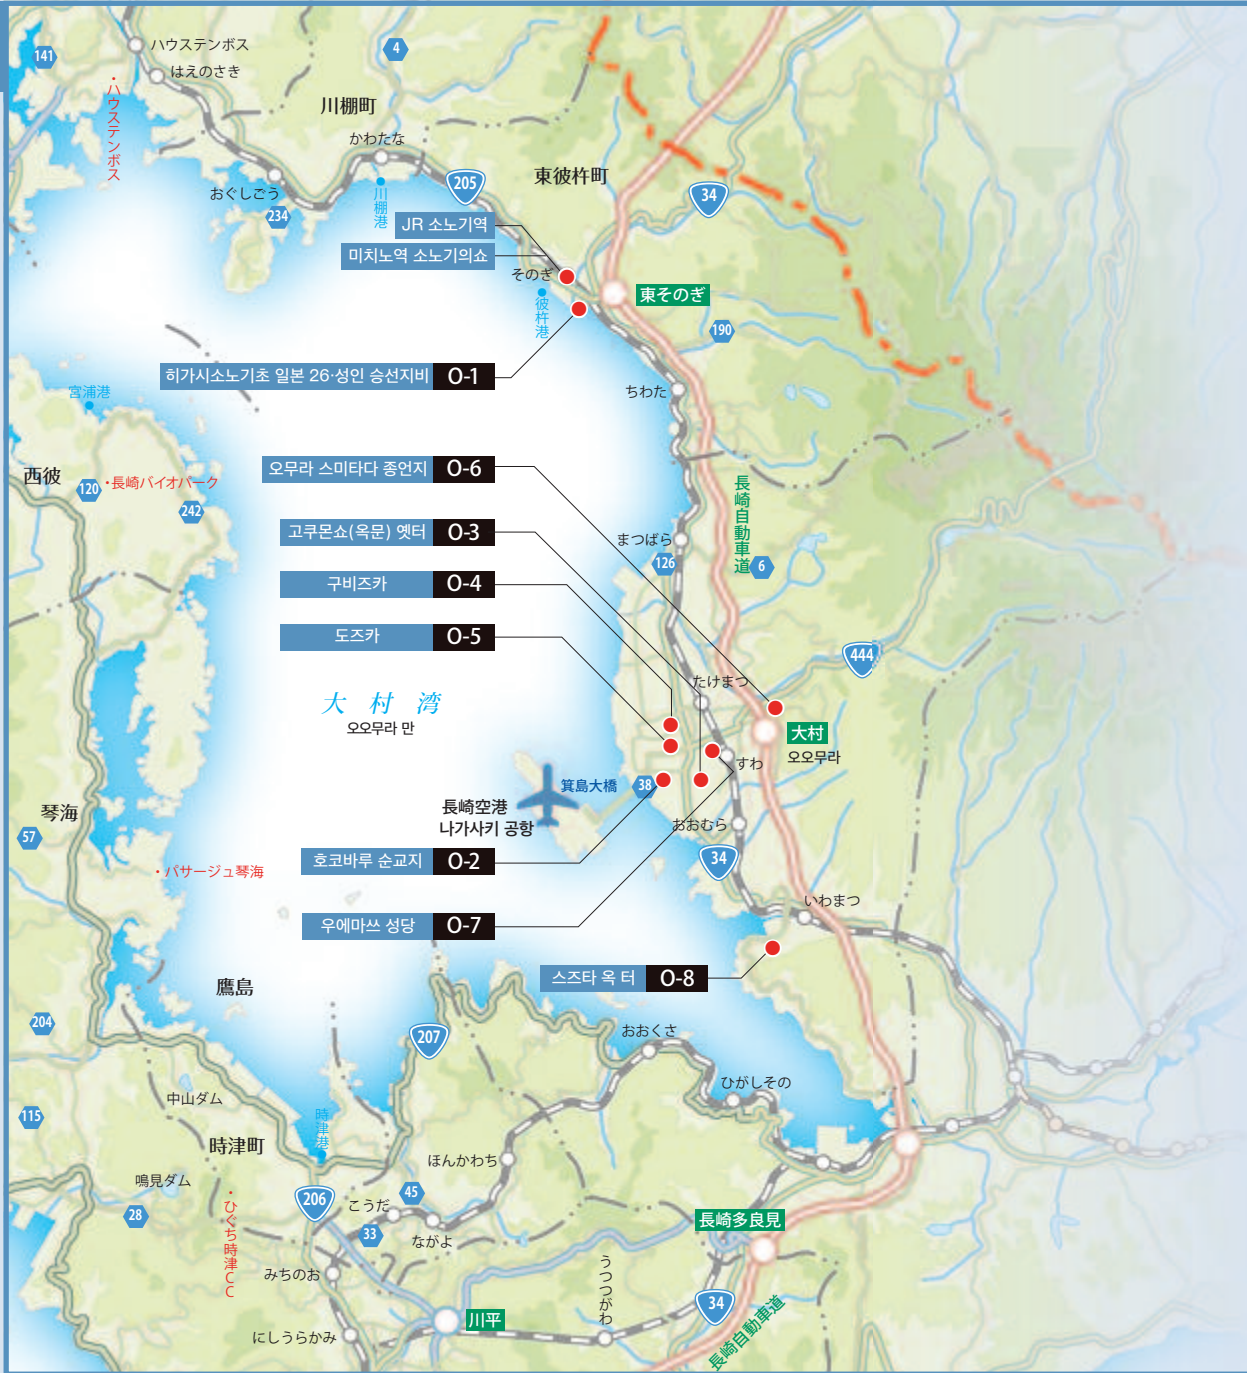 ハウステンボス
141
4
はえのさき
・ハウステンボス
川棚町
かわたな
205
東彼杵町
34
おぐしごう
川棚港
234
JR 소노기역
미치노역 소노기의쇼
そのぎ
東そのぎ
彼杵港
190
히가시소노기초 일본 26·성인 승선지비 O-1
宮浦港
ちわた
西彼
120
・長崎バイオパーク
242
오무라 스미타다 종언지 O-6
長崎自動車道
고쿠몬쇼(옥문) 옛터 O-3
まつばら
126
6
구비즈카 O-4
도즈카 O-5
444
たけまつ
大村湾
오오무라 만
大村
오오무라
すわ
箕島大橋
38
長崎空港
나가사키 공항
琴海
57
おおむら
34
호코바루 순교지 O-2
・パサージュ琴海
いわまつ
우에마쓰 성당 O-7
스즈타 옥 터 O-8
鷹島
204
207
おおくさ
ひがしその
中山ダム
115
時津港
時津町
ほんかわち
鳴見ダム
28
・ひぐち時津CC
206
こうだ
45
33
ながよ
長崎多良見
みちのお
うつつがわ
34
川平
にしうらかみ
長崎自動車道